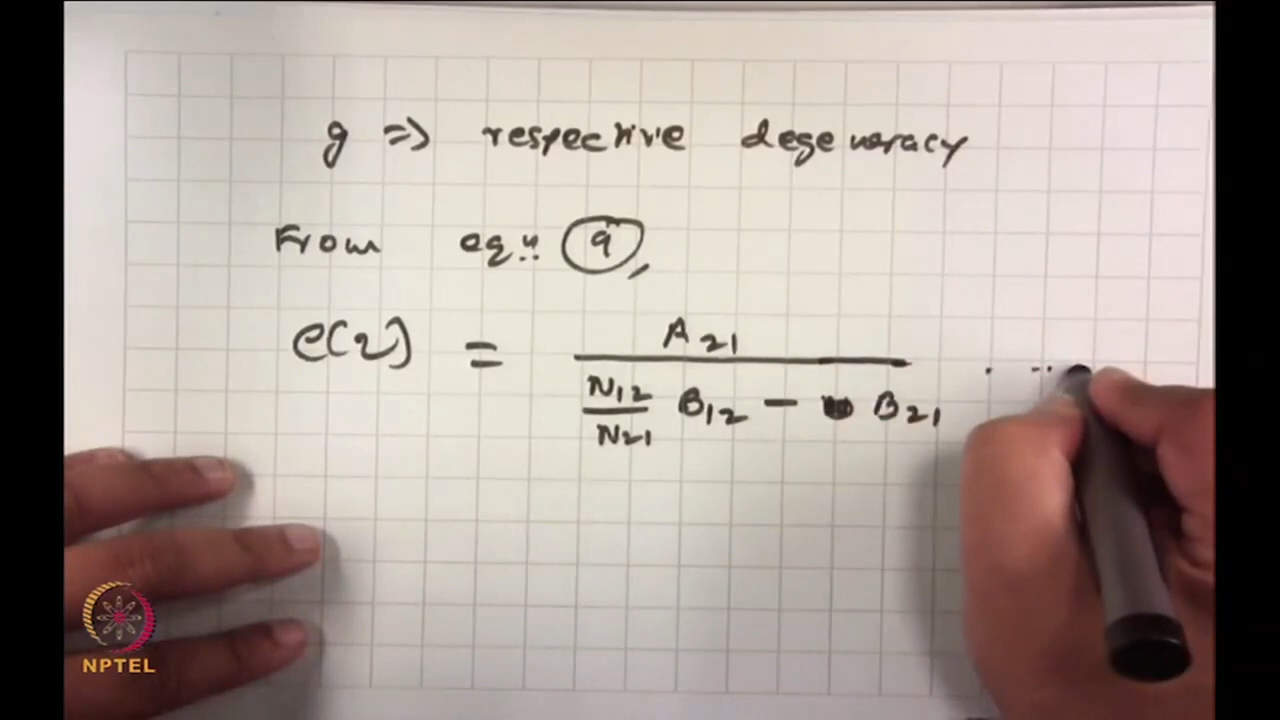 g => respective degeneracy
From eqn 9,
ρ(ν) = A21 / (N12/N21 B12 - B21) . ...
NPTEL